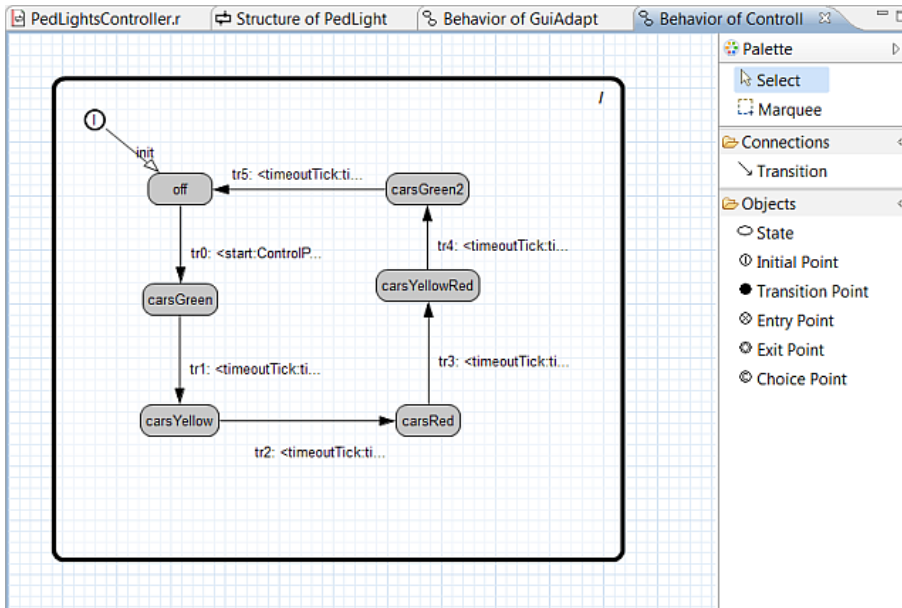 PedLightsController.r
Structure of PedLight
Behavior of GuiAdapt
Behavior of Controll
Palette
Select
Marquee
Connections
Transition
Objects
State
Initial Point
Transition Point
Entry Point
Exit Point
Choice Point
/
I
init
off
tr5: <timeoutTick:ti...
carsGreen2
tr0: <start:ControlP...
tr4: <timeoutTick:ti...
carsGreen
carsYellowRed
tr1: <timeoutTick:ti...
tr3: <timeoutTick:ti...
carsYellow
carsRed
tr2: <timeoutTick:ti...